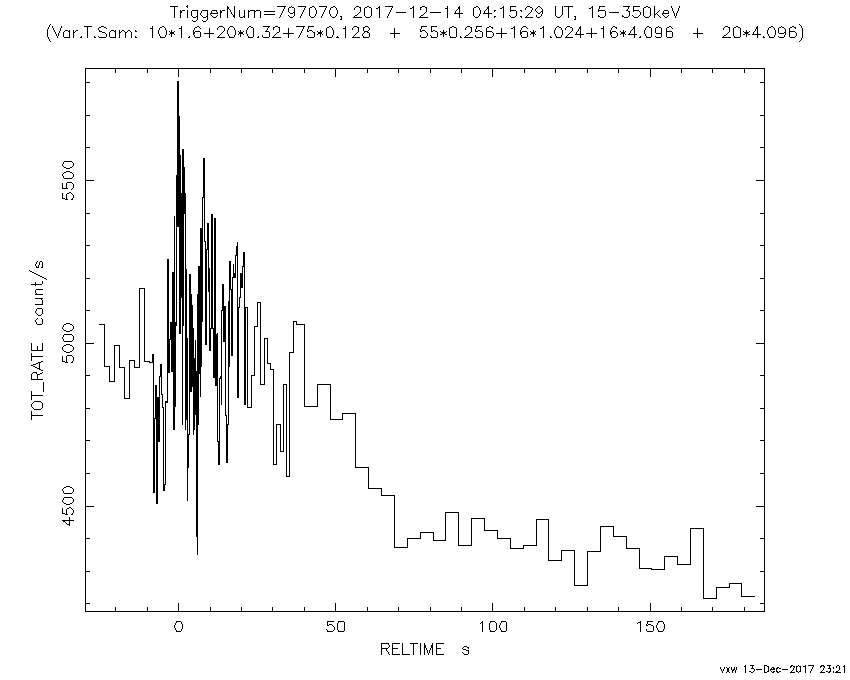 TriggerNum=797070, 2017-12-14 04:15:29 UT, 15-350keV
(Var.T.Sam: 10*1.6+20*0.32+75*0.128 + 55*0.256+16*1.024+16*4.096 + 20*4.096)
TOT_RATE count/s
5500
5000
4500
0 50 100 150
RELTIME s
vxw 13-Dec-2017 23:21